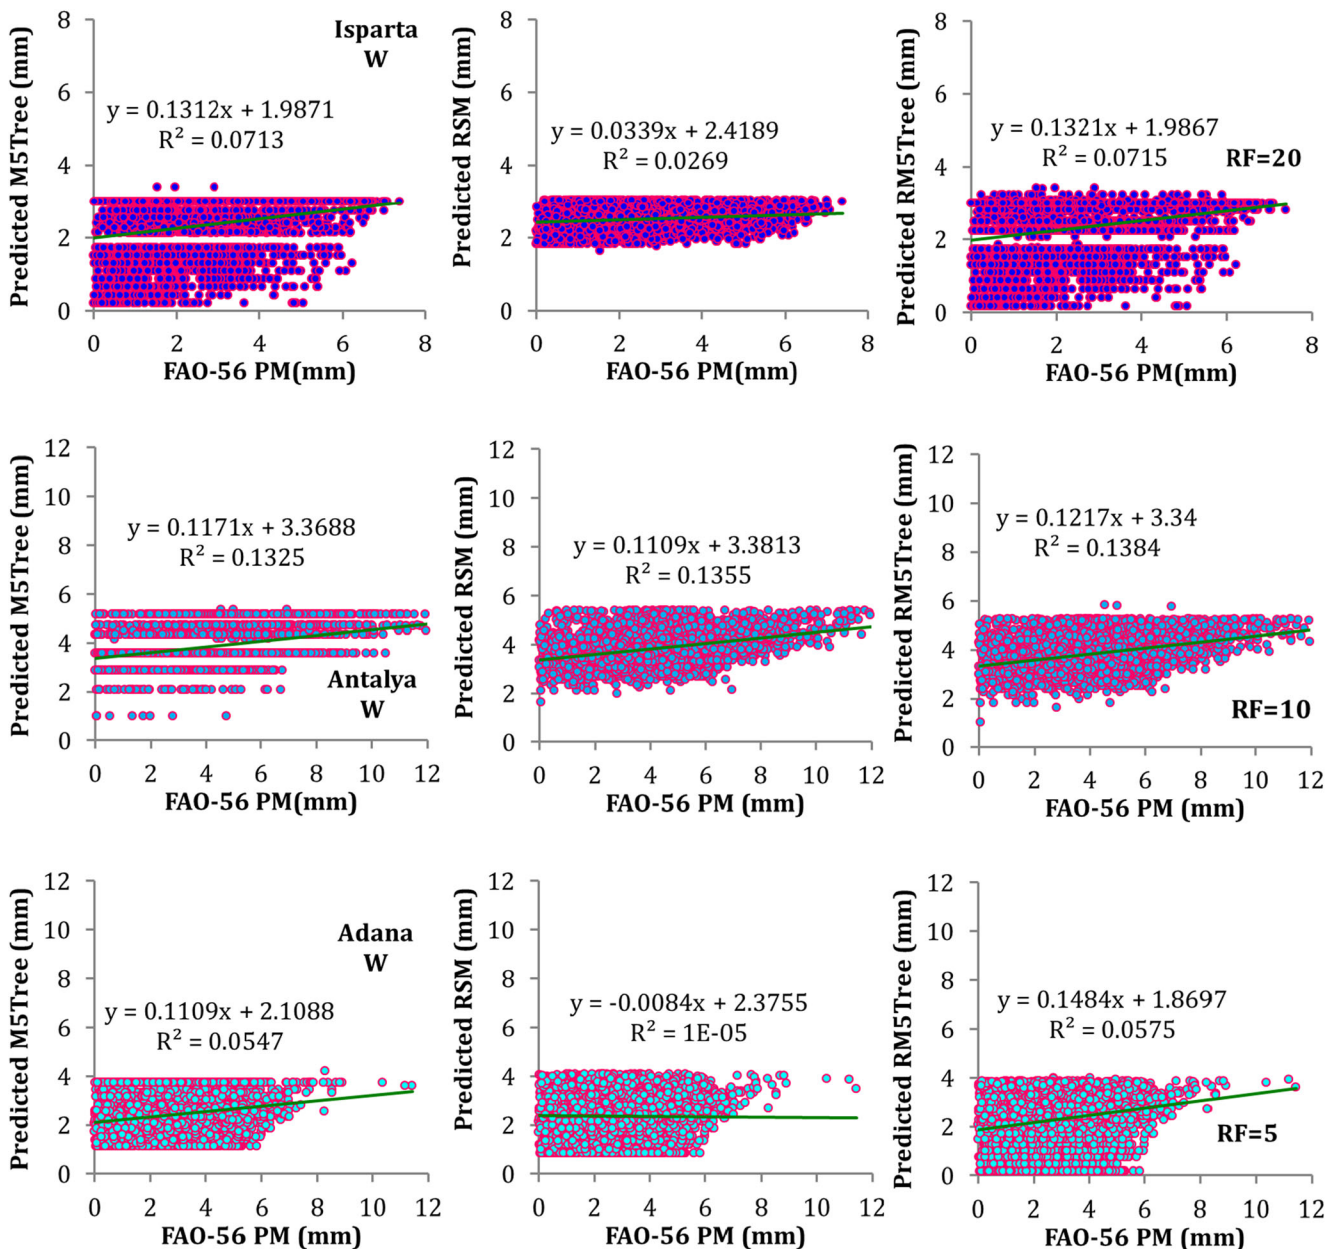 Predicted M5Tree (mm)
8
6
4
2
0
Isparta
W
y = 0.1312x + 1.9871
R² = 0.0713
0 2 4 6 8
FAO-56 PM(mm)
Predicted RSM (mm)
8
6
4
2
0
y = 0.0339x + 2.4189
R² = 0.0269
0 2 4 6 8
FAO-56 PM(mm)
Predicted RM5Tree (mm)
8
6
4
2
0
y = 0.1321x + 1.9867
R² = 0.0715
RF=20
0 2 4 6 8
FAO-56 PM(mm)
Predicted M5Tree (mm)
12
10
8
6
4
2
0
y = 0.1171x + 3.3688
R² = 0.1325
Antalya
W
0 2 4 6 8 10 12
FAO-56 PM(mm)
Predicted RSM (mm)
12
10
8
6
4
2
0
y = 0.1109x + 3.3813
R² = 0.1355
0 2 4 6 8 10 12
FAO-56 PM (mm)
Predicted RM5Tree (mm)
12
10
8
6
4
2
0
y = 0.1217x + 3.34
R² = 0.1384
RF=10
0 2 4 6 8 10 12
FAO-56 PM (mm)
Predicted M5Tree (mm)
12
10
8
6
4
2
0
Adana
W
y = 0.1109x + 2.1088
R² = 0.0547
0 2 4 6 8 10 12
FAO-56 PM (mm)
Predicted RSM (mm)
12
10
8
6
4
2
0
y = -0.0084x + 2.3755
R² = 1E-05
0 2 4 6 8 10 12
FAO-56 PM (mm)
Predicted RM5Tree (mm)
12
10
8
6
4
2
0
y = 0.1484x + 1.8697
R² = 0.0575
RF=5
0 2 4 6 8 10 12
FAO-56 PM (mm)